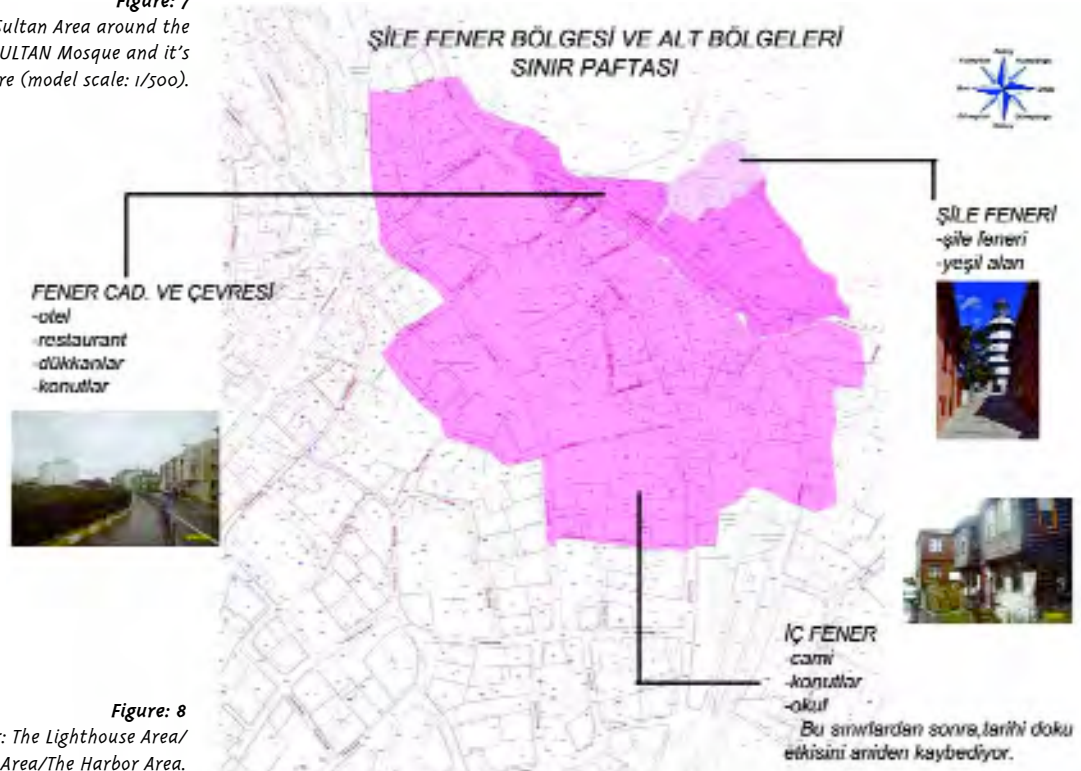 Figure: 7
Sultan Area around the
SULTAN Mosque and it's
re (model scale: 1/500).
ŞİLE FENER BÖLGESİ VE ALT BÖLGELERİ
SINIR PAFTASI
ŞİLE FENERİ
-şile feneri
-yeşil alan
FENER CAD. VE ÇEVRESİ
-otel
-restaurant
-dükkanlar
-konutlar
İÇ FENER
-cami
-konutlar
-okul
Bu sınırlardan sonra,tarihi doku
etkisini aniden kaybediyor.
Figure: 8
: The Lighthouse Area/
Area/The Harbor Area.